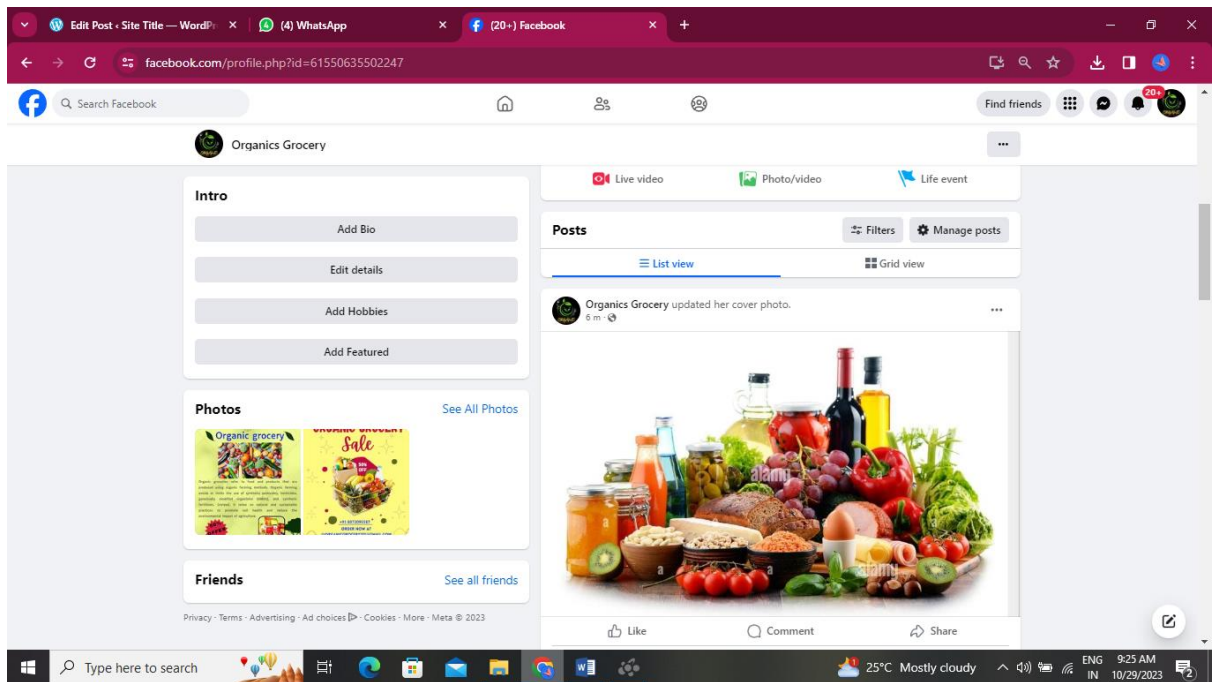 Edit Post ‹ Site Title — WordPr
(4) WhatsApp
(20+) Facebook
facebook.com/profile.php?id=61550635502247
Search Facebook
Find friends
20+
Organics Grocery
Live video
Photo/video
Life event
Intro
Add Bio
Edit details
Add Hobbies
Add Featured
Posts
Filters
Manage posts
List view
Grid view
Organics Grocery updated her cover photo.
6 m ·
alamy
a
a
a
alamy
Like
Comment
Share
Photos
See All Photos
Organic grocery
Sale
Friends
See all friends
Privacy · Terms · Advertising · Ad choices · Cookies · More · Meta © 2023
Type here to search
25°C Mostly cloudy
ENG
IN
9:25 AM
10/29/2023
2